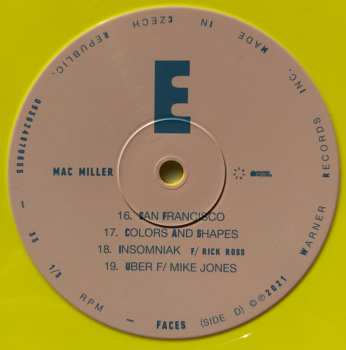 E
MAC MILLER
16. SAN FRANCISCO
17. COLORS AND SHAPES
18. INSOMNIAK F/ RICK ROSS
19. UBER F/ MIKE JONES
33 1/3 RPM — FACES (SIDE D) ©℗2021 WARNER RECORDS INC. MADE IN CZECH REPUBLIC.